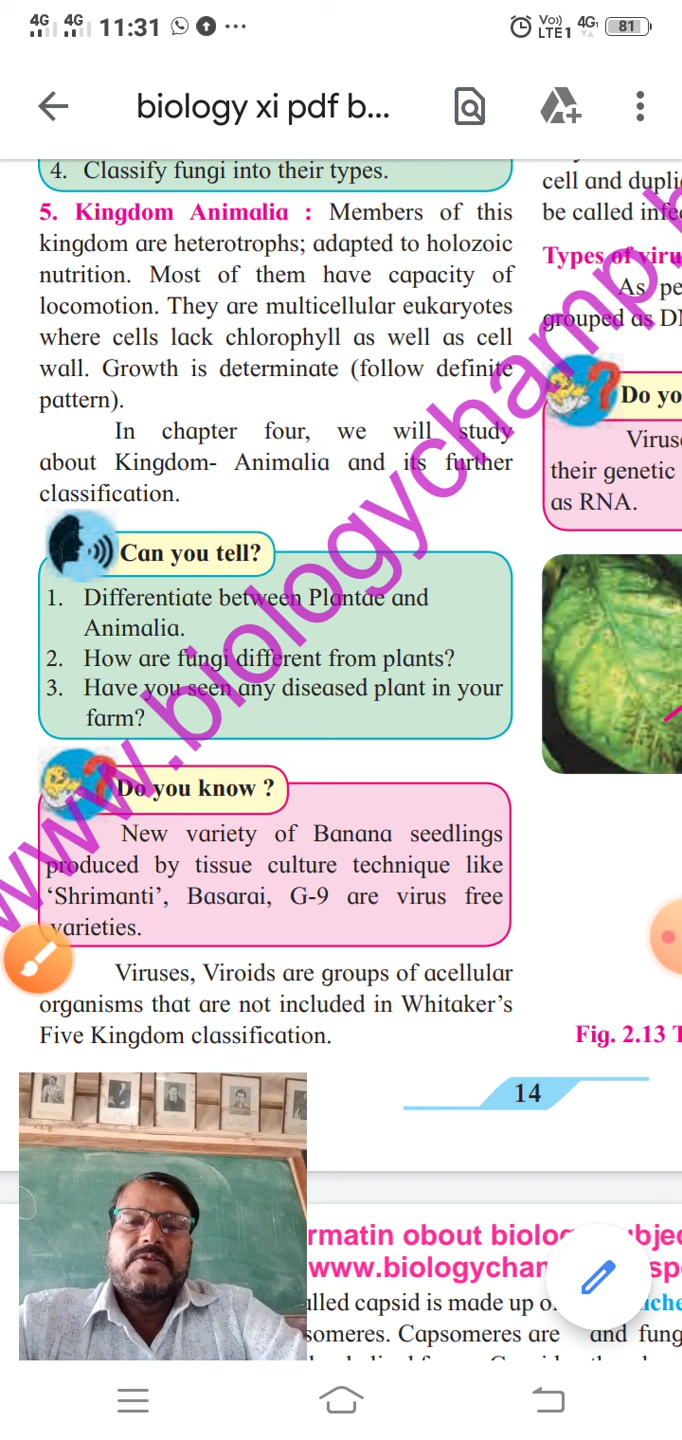 4G 4G 11:31
Vo)) 4G
LTE1
81
biology xi pdf b...
4. Classify fungi into their types.
5. Kingdom Animalia : Members of this
kingdom are heterotrophs; adapted to holozoic
nutrition. Most of them have capacity of
locomotion. They are multicellular eukaryotes
where cells lack chlorophyll as well as cell
wall. Growth is determinate (follow definite
pattern).
In chapter four, we will study
about Kingdom- Animalia and its further
classification.
Can you tell?
1. Differentiate between Plantae and
Animalia.
2. How are fungi different from plants?
3. Have you seen any diseased plant in your
farm?
Do you know ?
New variety of Banana seedlings
produced by tissue culture technique like
‘Shrimanti’, Basarai, G-9 are virus free
varieties.
Viruses, Viroids are groups of acellular
organisms that are not included in Whitaker’s
Five Kingdom classification.
cell and dupli
be called infe
Types of viru
As pe
grouped as D
Do yo
Virus
their genetic
as RNA.
Fig. 2.13 T
14
www.biologychamp.
rmatin obout biolog bjec
www.biologychar sp
alled capsid is made up o
someres. Capsomeres are
iche
and fung